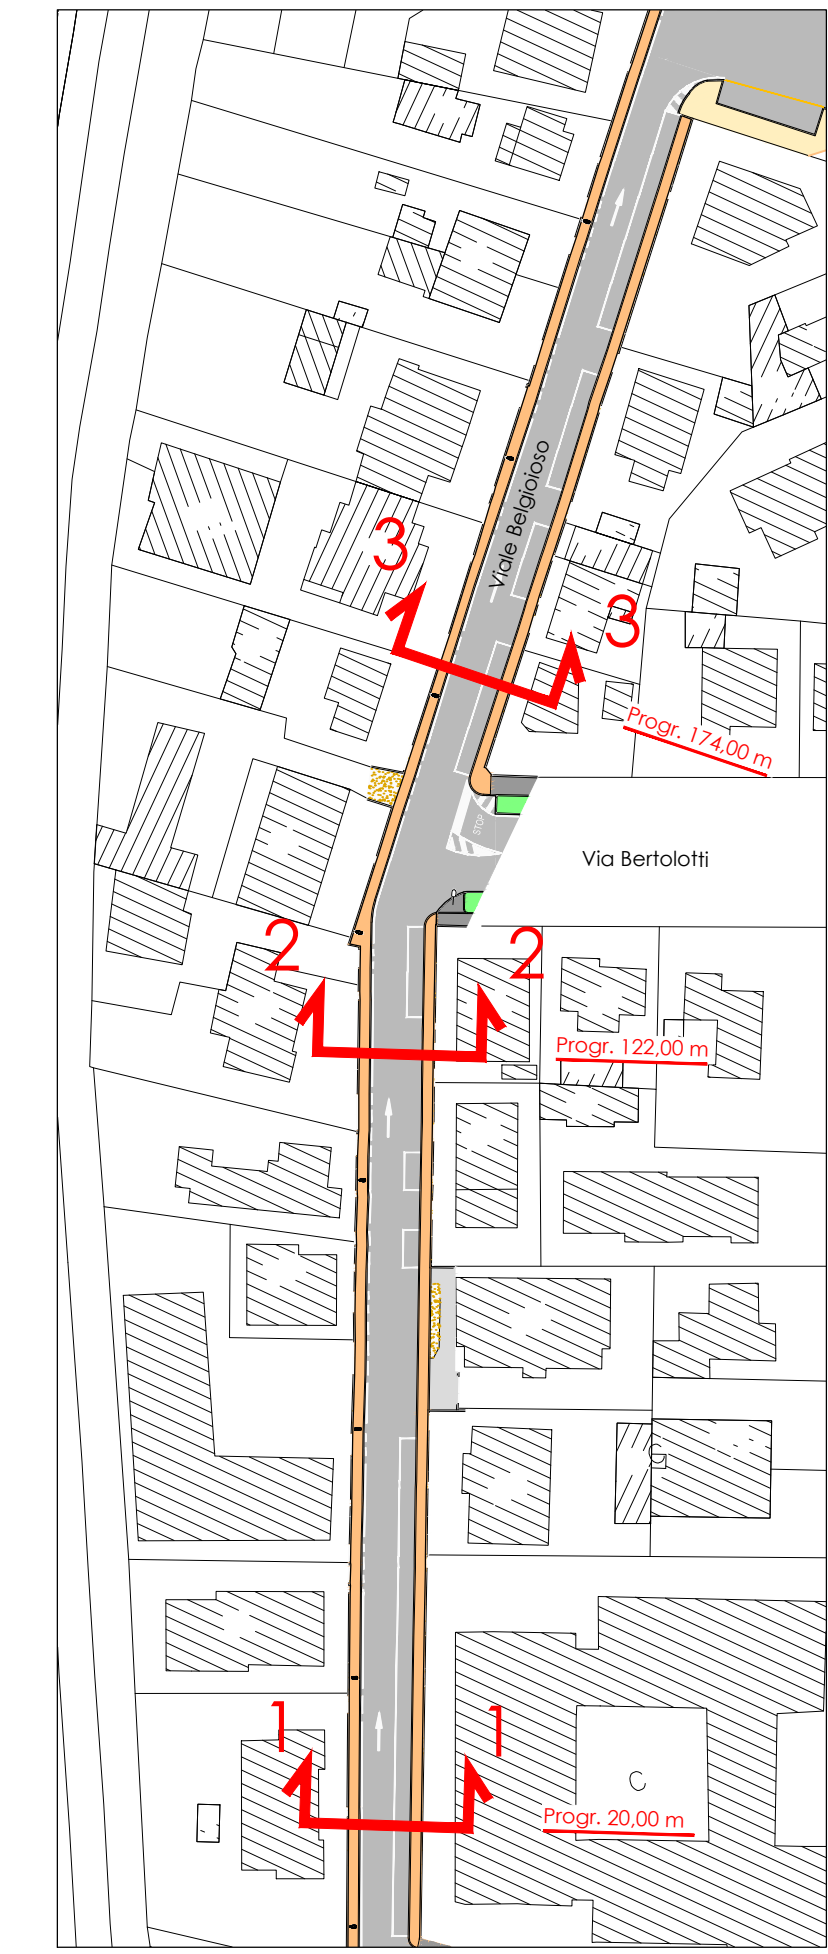 Viale Belgioioso
3
3
Progr. 174,00 m
STOP
Via Bertolotti
2
2
Progr. 122,00 m
C
1
1
C
Progr. 20,00 m